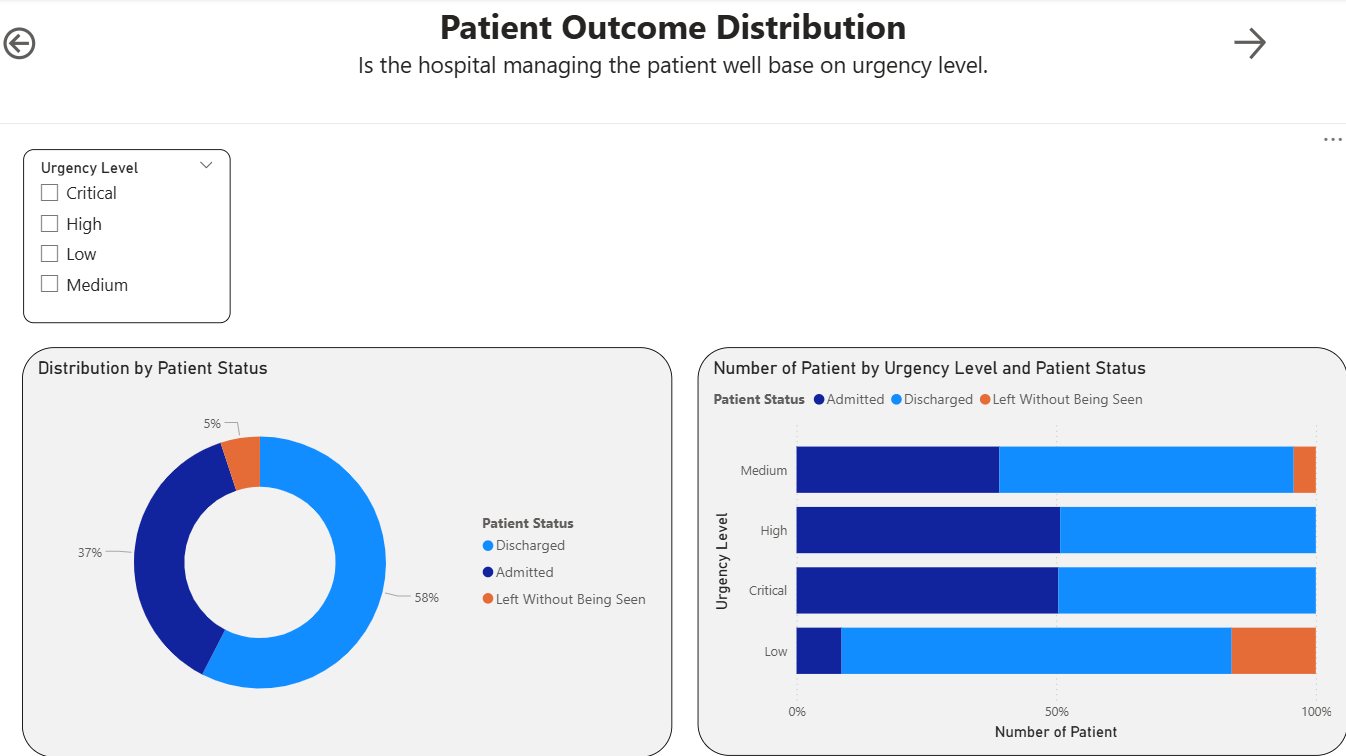 Patient Outcome Distribution
Is the hospital managing the patient well base on urgency level.
Urgency Level
Critical
High
Low
Medium
Distribution by Patient Status
5%
37%
58%
Patient Status
Discharged
Admitted
Left Without Being Seen
Number of Patient by Urgency Level and Patient Status
Patient Status Admitted Discharged Left Without Being Seen
Urgency Level
Medium
High
Critical
Low
0% 50% 100%
Number of Patient